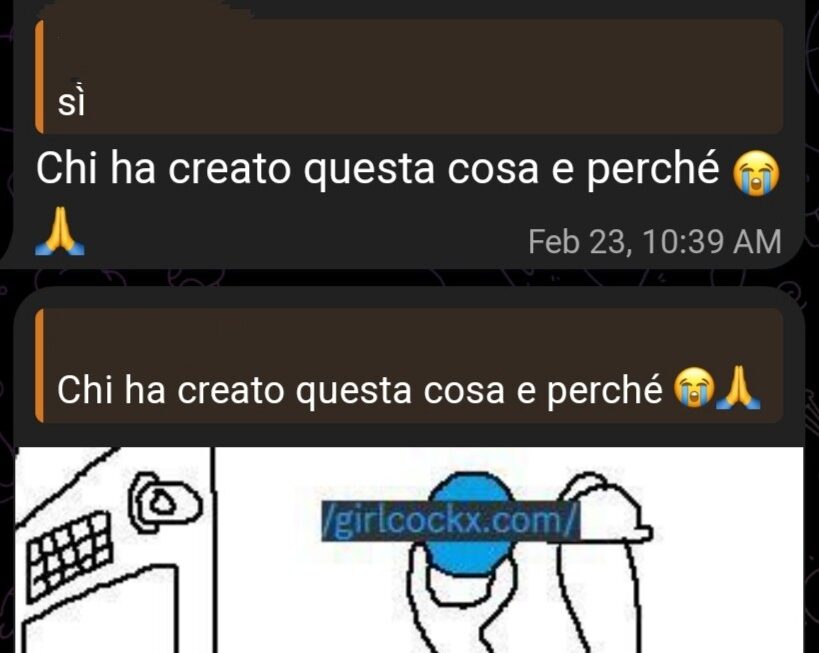 sì
Chi ha creato questa cosa e perché 😭
🙏
Feb 23, 10:39 AM
Chi ha creato questa cosa e perché 😭🙏
/girlcockx.com/